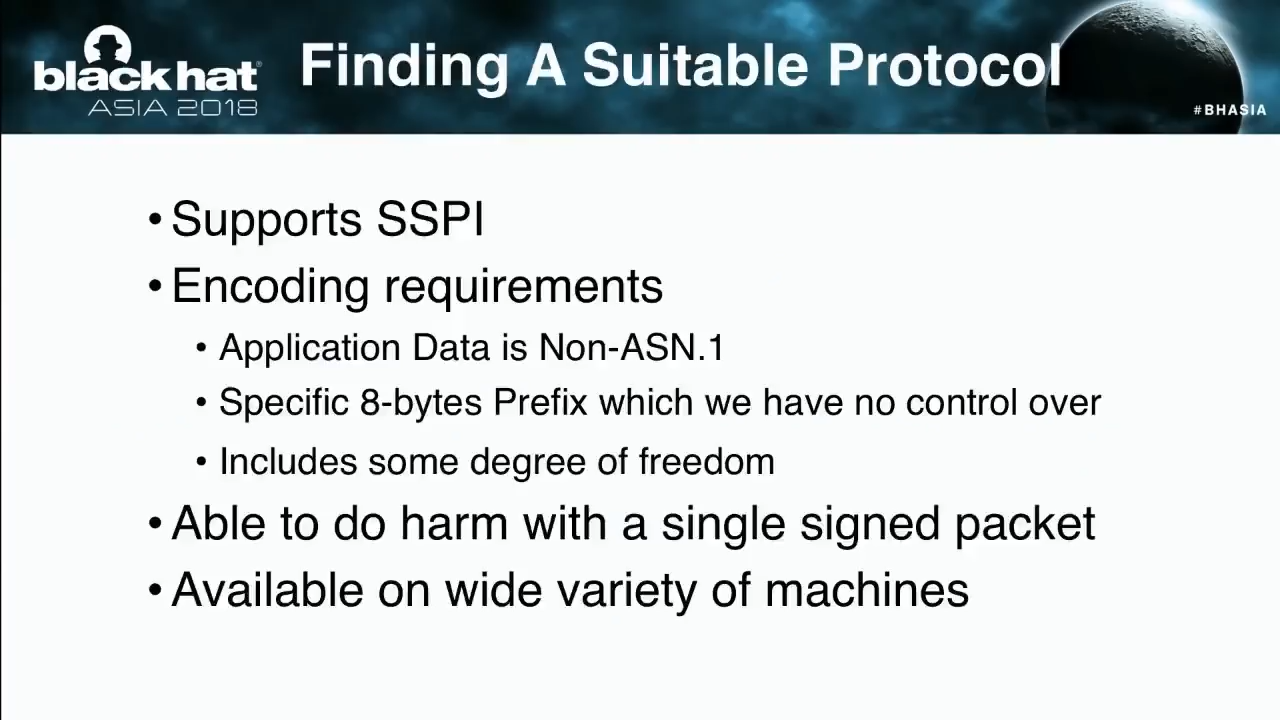 black hat
ASIA 2018
Finding A Suitable Protocol
#BHASIA
• Supports SSPI
• Encoding requirements
• Application Data is Non-ASN.1
• Specific 8-bytes Prefix which we have no control over
• Includes some degree of freedom
• Able to do harm with a single signed packet
• Available on wide variety of machines